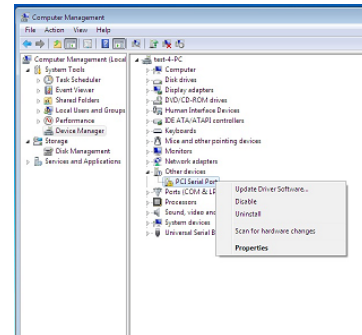 Computer Management
File Action View Help
Computer Management (Local
System Tools
Task Scheduler
Event Viewer
Shared Folders
Local Users and Groups
Performance
Device Manager
Storage
Disk Management
Services and Applications
test-4-PC
Computer
Disk drives
Display adapters
DVD/CD-ROM drives
Human Interface Devices
IDE ATA/ATAPI controllers
Keyboards
Mice and other pointing devices
Monitors
Network adapters
Other devices
PCI Serial Port
Ports (COM & LP
Processors
Sound, video and
System devices
Universal Serial B
Update Driver Software...
Disable
Uninstall
Scan for hardware changes
Properties